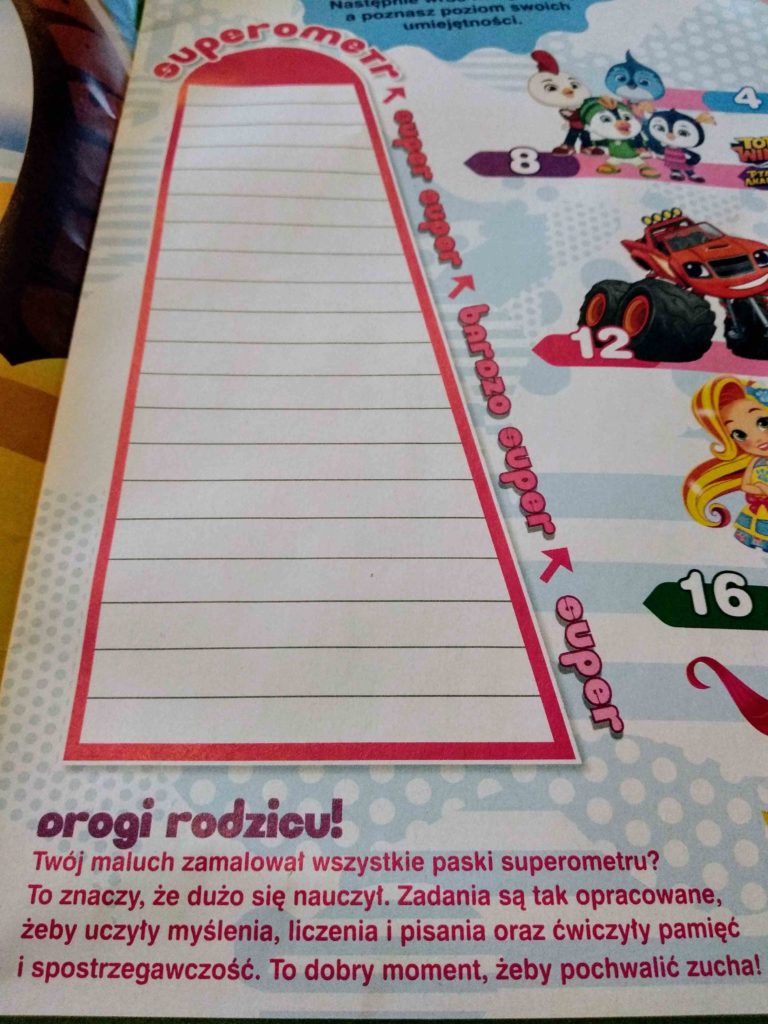 a poznasz poziom swoich
umiejętności.
superometr
super super
bardzo super
super
4
8
12
16
Drogi rodzicu!
Twój maluch zamalował wszystkie paski superometru?
To znaczy, że dużo się nauczył. Zadania są tak opracowane,
żeby uczyły myślenia, liczenia i pisania oraz ćwiczyły pamięć
i spostrzegawczość. To dobry moment, żeby pochwalić zucha!